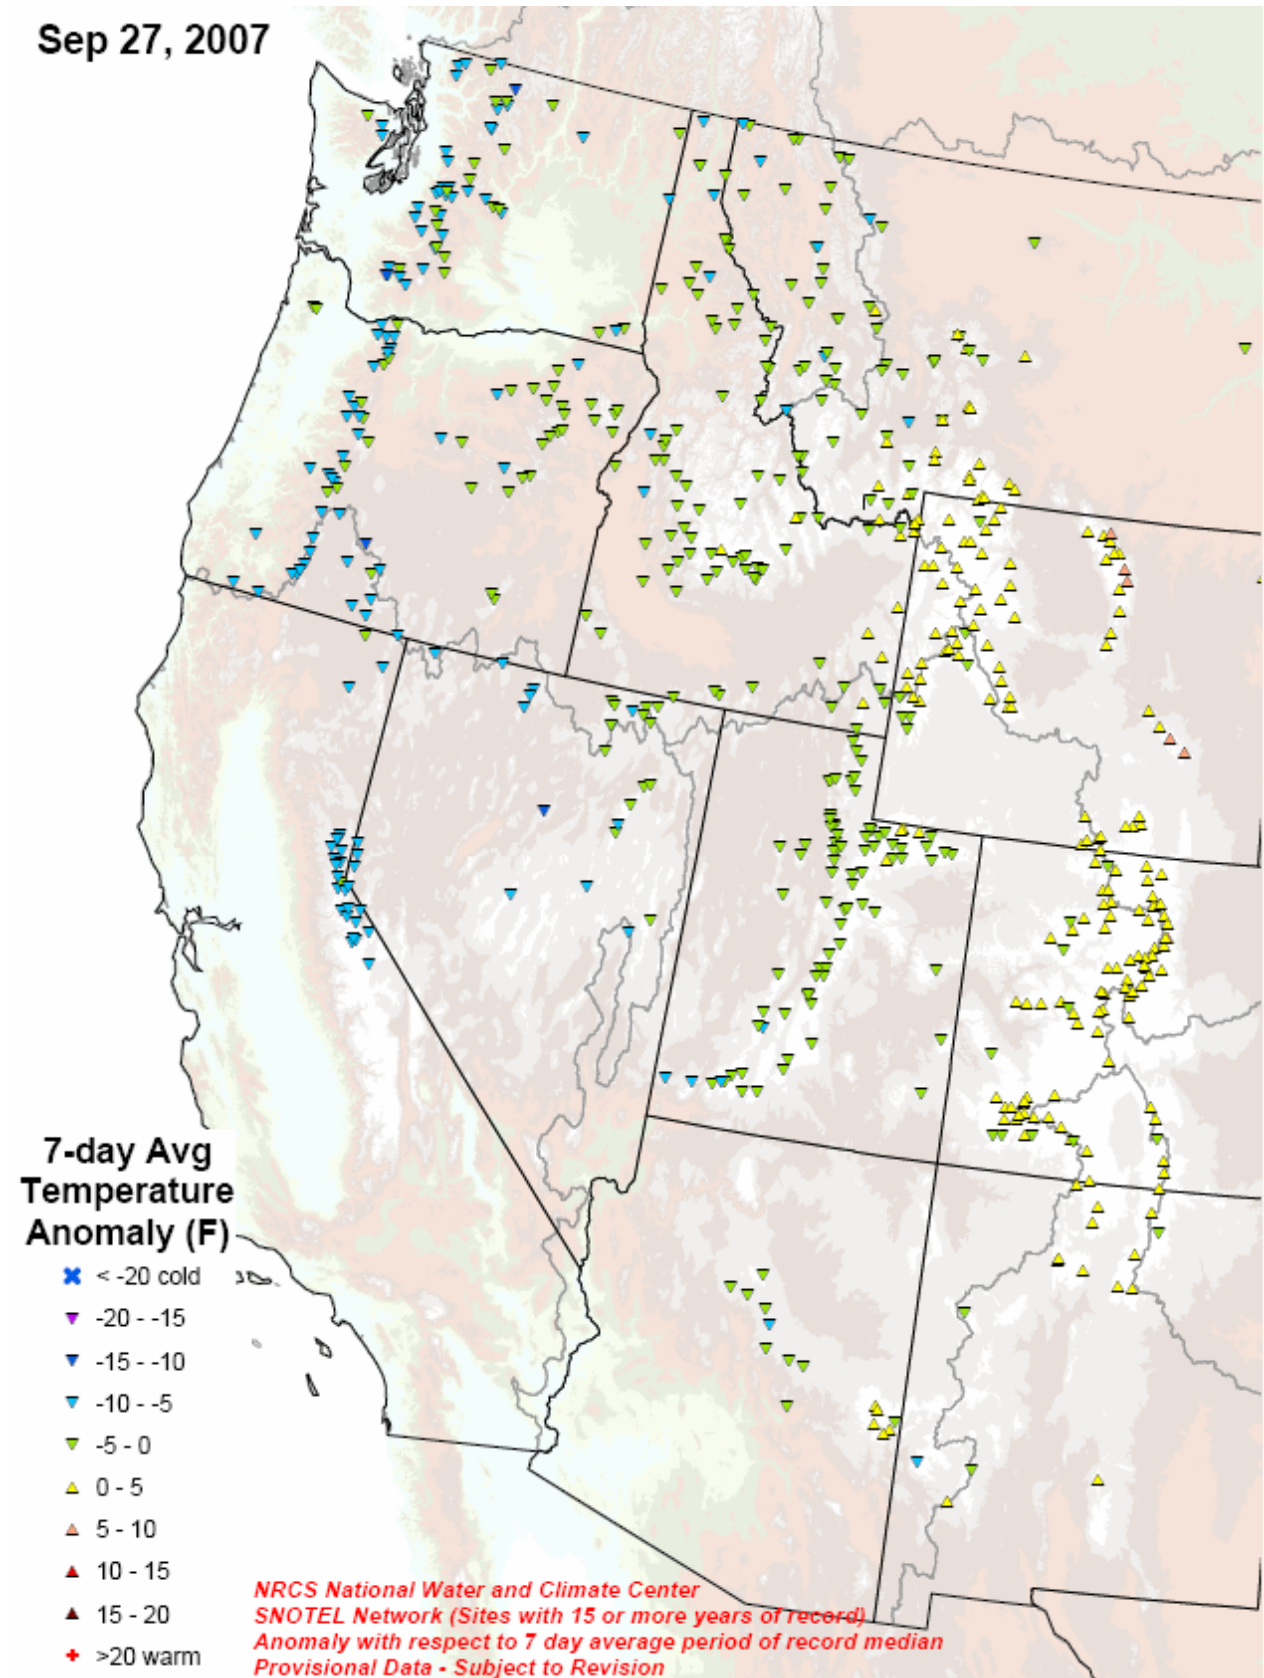 Sep 27, 2007
7-day Avg
Temperature
Anomaly (F)
< -20 cold
-20 - -15
-15 - -10
-10 - -5
-5 - 0
0 - 5
5 - 10
10 - 15
15 - 20
>20 warm
NRCS National Water and Climate Center
SNOTEL Network (Sites with 15 or more years of record)
Anomaly with respect to 7 day average period of record median
Provisional Data - Subject to Revision